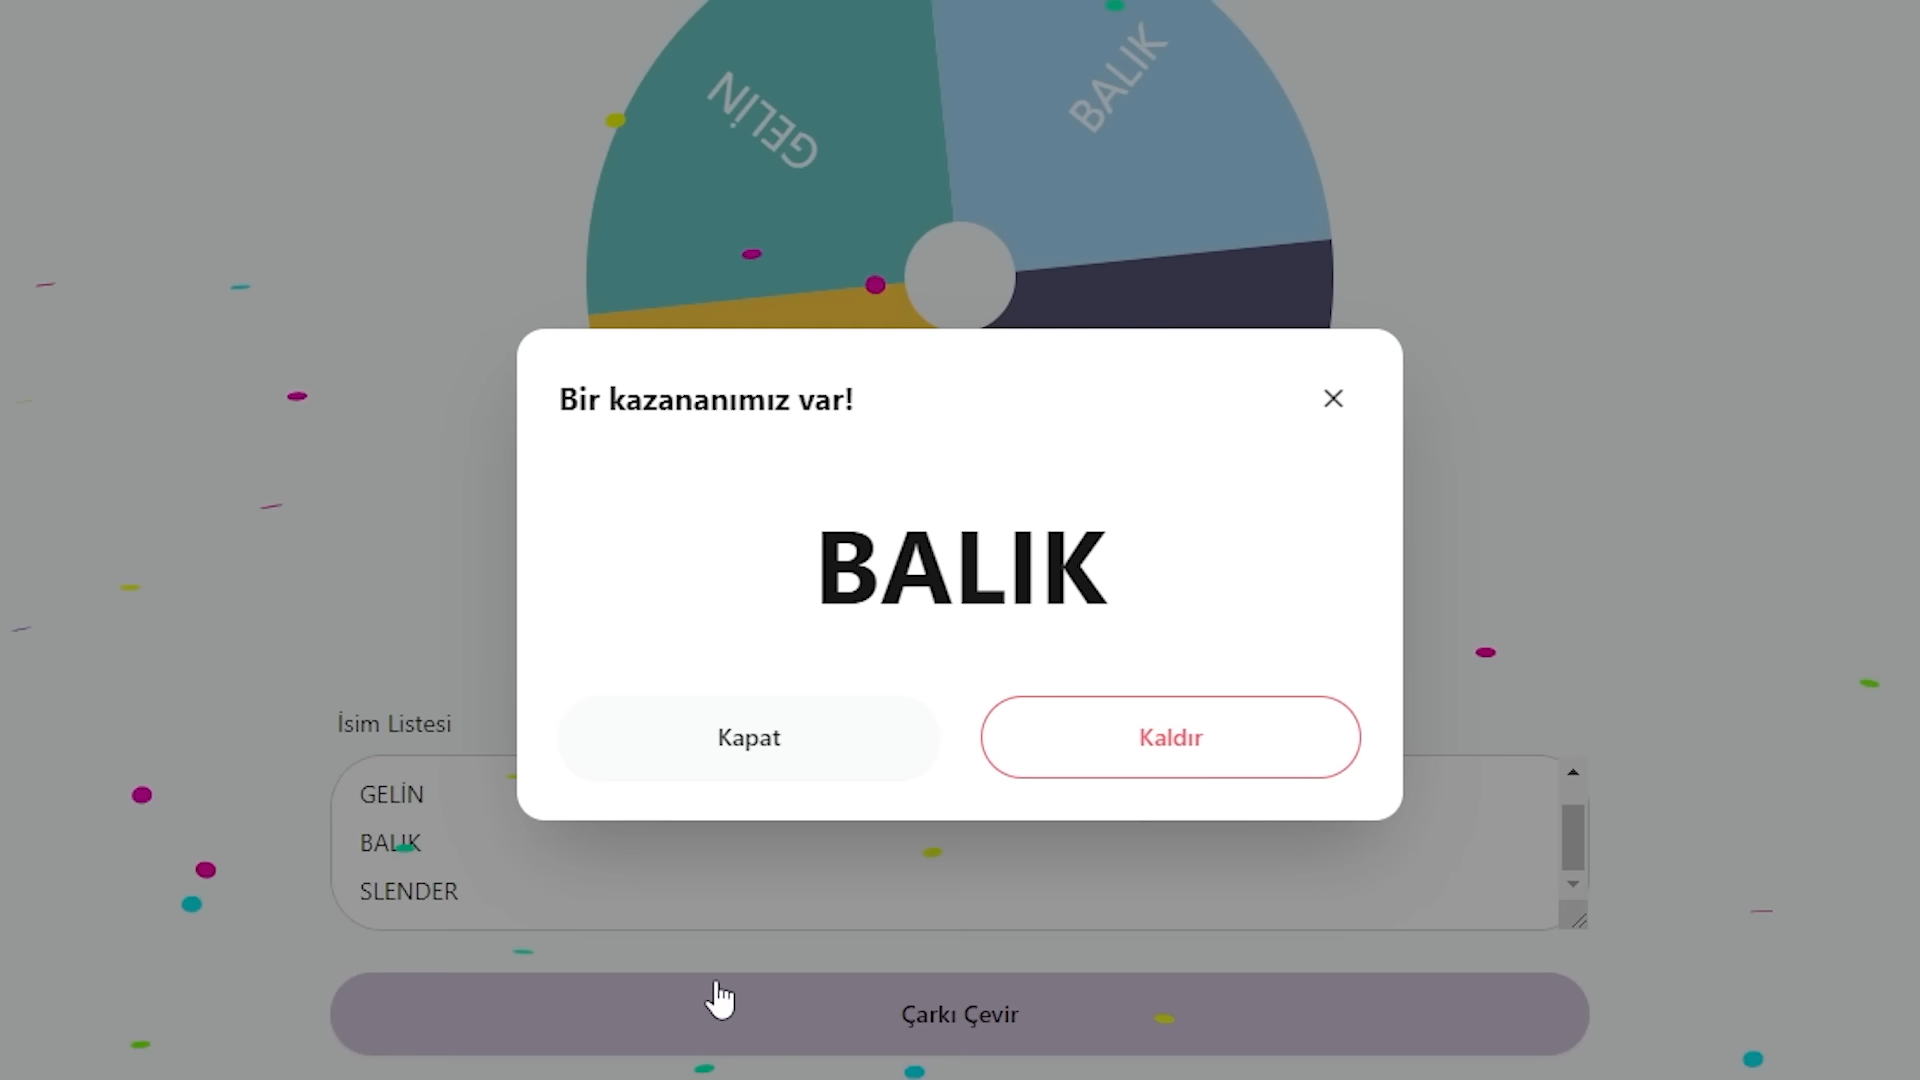 GELİN
BALIK
Bir kazananımız var!
BALIK
Kapat
Kaldır
İsim Listesi
GELİN
BALIK
SLENDER
Çarkı Çevir